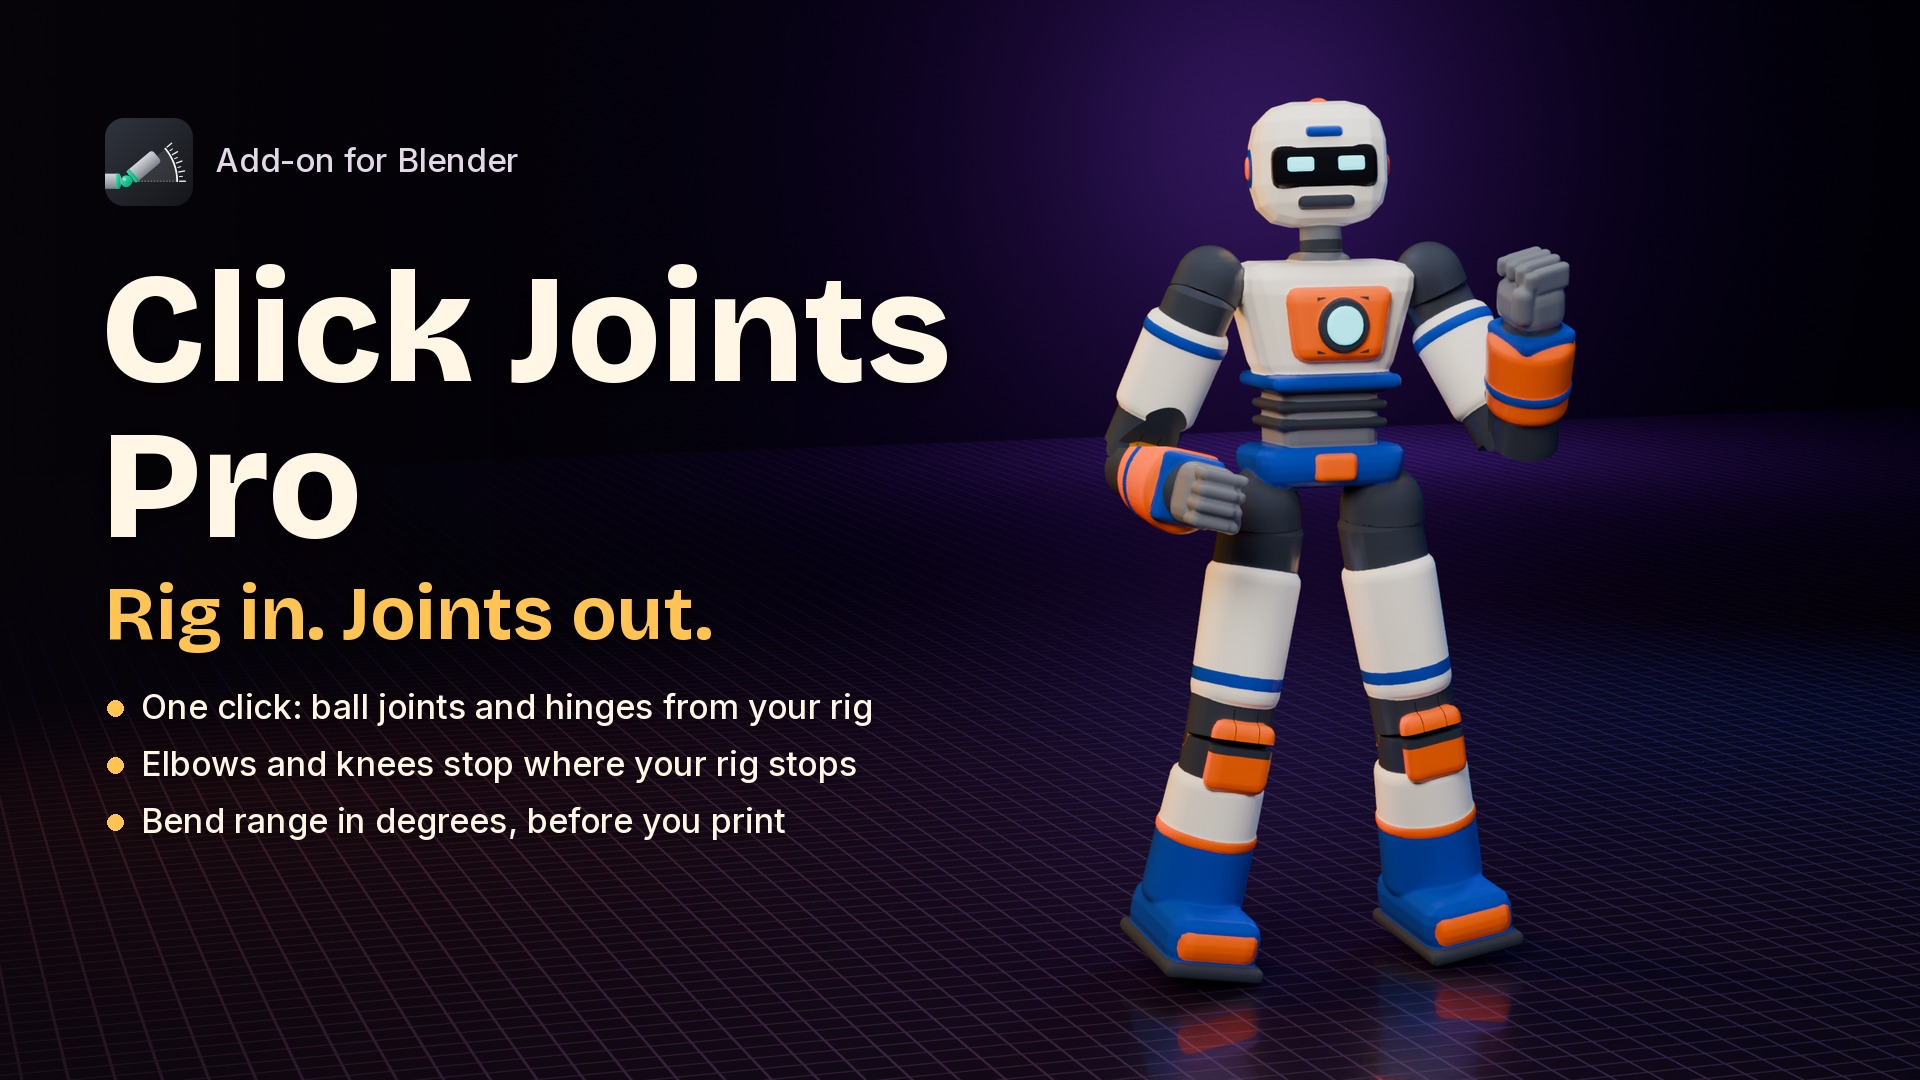 Add-on for Blender
Click Joints
Pro
Rig in. Joints out.
One click: ball joints and hinges from your rig
Elbows and knees stop where your rig stops
Bend range in degrees, before you print